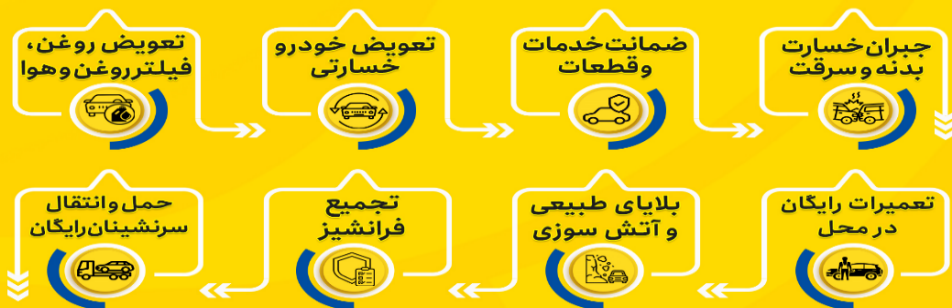 تعویض روغن،
فیلتر روغن و هوا
تعویض خودرو
خسارتی
ضمانت خدمات
و قطعات
جبران خسارت
بدنه و سرقت
تعمیرات رایگان
در محل
بلایای طبیعی
و آتش سوزی
تجمیع
فرانشیز
حمل و انتقال
سرنشینان رایگان